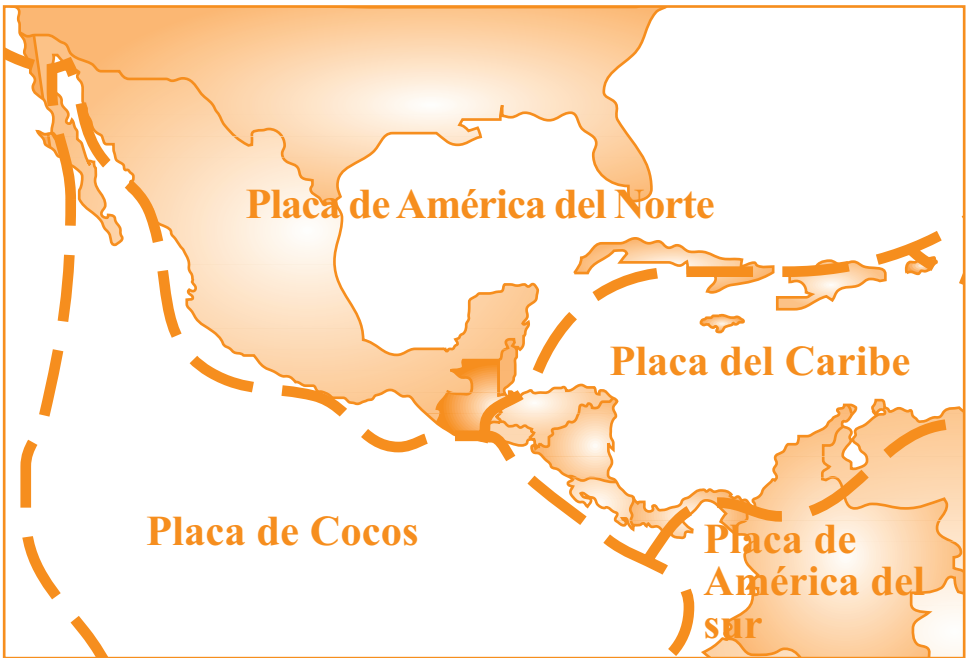 Placa de América del Norte
Placa del Caribe
Placa de Cocos
Placa de
América del
sur